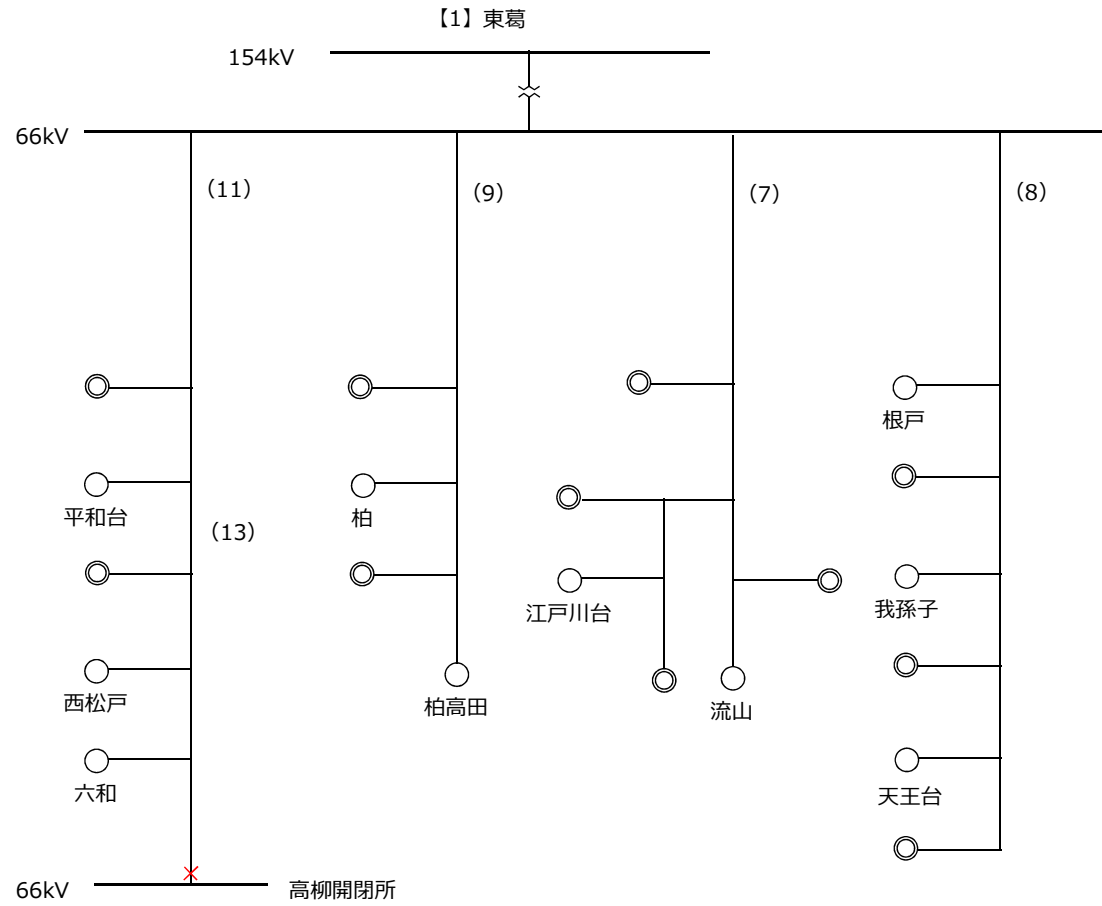 【1】東葛
154kV
66kV
（11）
（9）
（7）
（8）
根戸
平和台
柏
（13）
江戸川台
我孫子
西松戸
柏高田
流山
六和
天王台
66kV
高柳開閉所